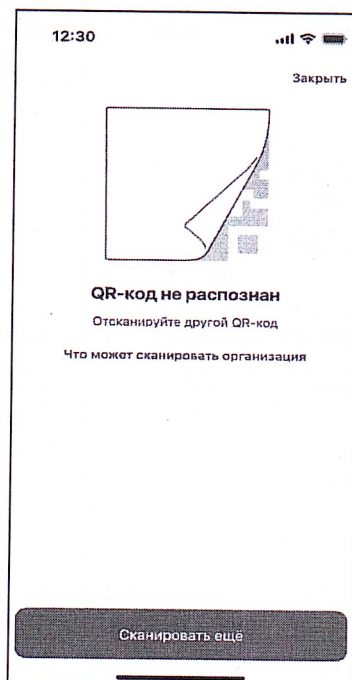 12:30
Закрыть
QR-код не распознан
Отсканируйте другой QR-код
Что может сканировать организация
Сканировать ещё